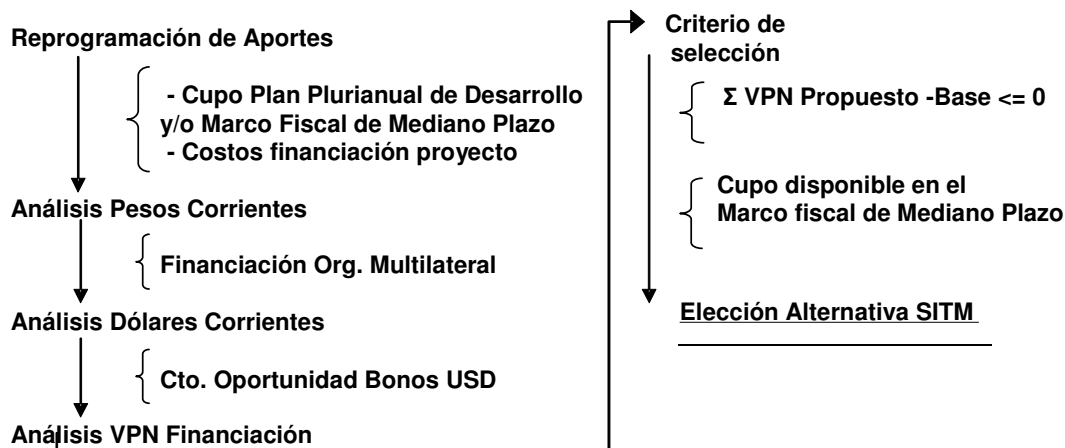 Reprogramación de Aportes
- Cupo Plan Plurianual de Desarrollo
y/o Marco Fiscal de Mediano Plazo
- Costos financiación proyecto
Análisis Pesos Corrientes
Financiación Org. Multilateral
Análisis Dólares Corrientes
Cto. Oportunidad Bonos USD
Análisis VPN Financiación
Criterio de
selección
Σ VPN Propuesto -Base <= 0
Cupo disponible en el
Marco fiscal de Mediano Plazo
Elección Alternativa SITM